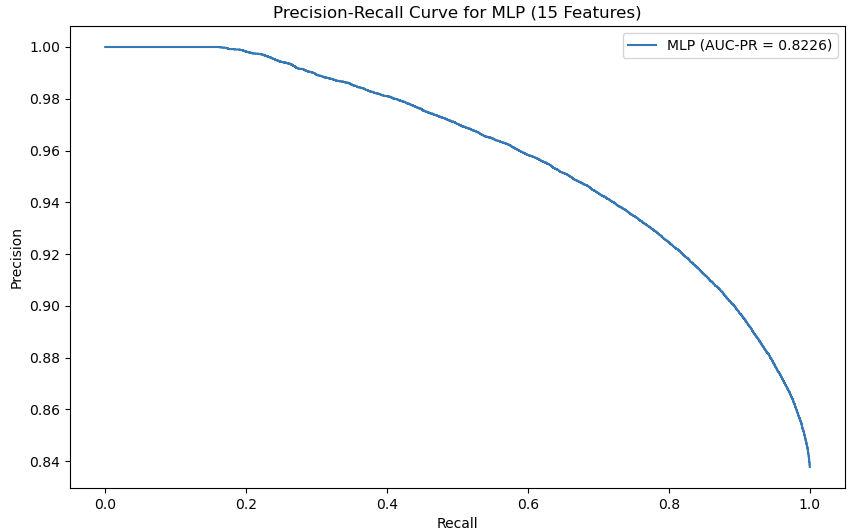 Precision-Recall Curve for MLP (15 Features)
MLP (AUC-PR = 0.8226)
1.00
0.98
0.96
0.94
0.92
0.90
0.88
0.86
0.84
Precision
0.0 0.2 0.4 0.6 0.8 1.0
Recall